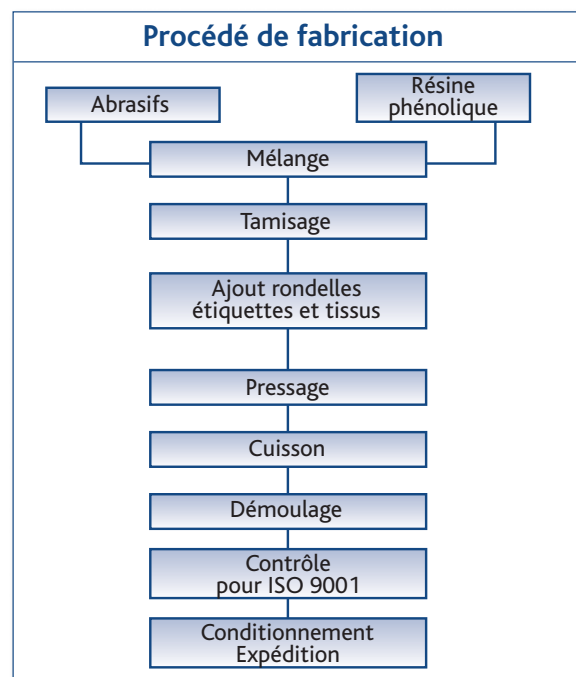 Procédé de fabrication
Abrasifs
Résine
phénolique
Mélange
Tamisage
Ajout rondelles
étiquettes et tissus
Pressage
Cuisson
Démoulage
Contrôle
pour ISO 9001
Conditionnement
Expédition